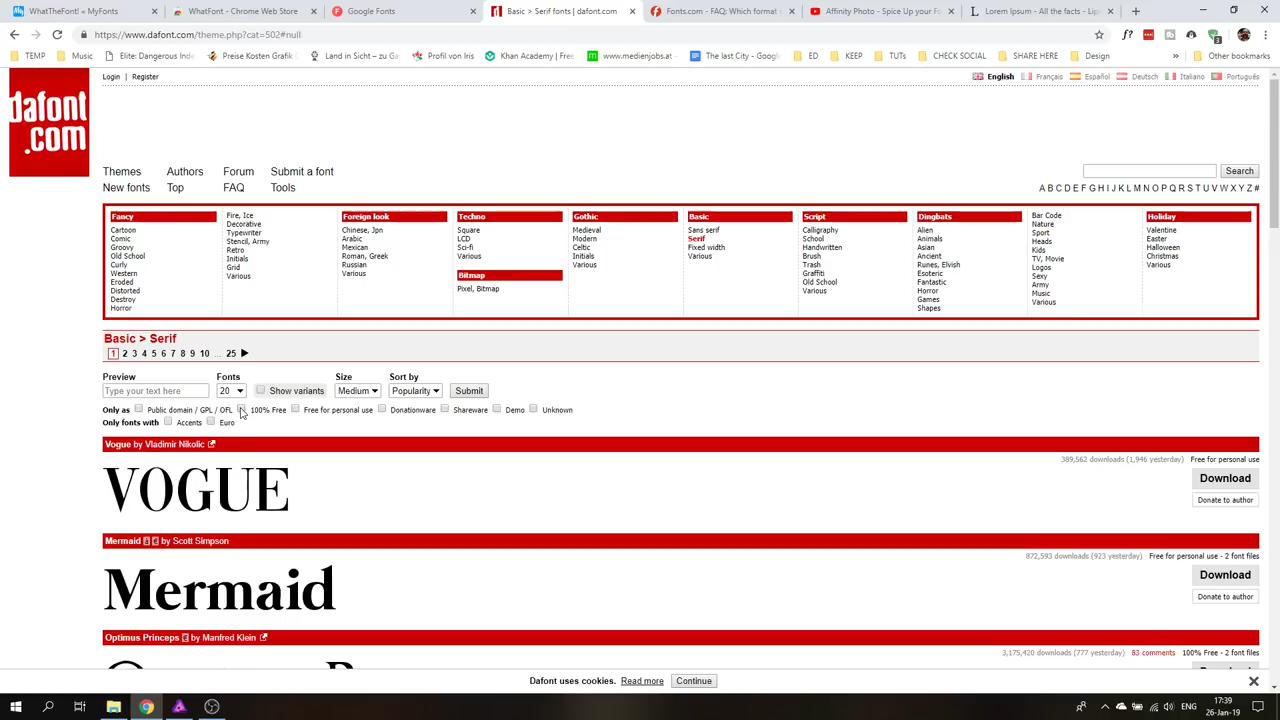 WhatTheFont! « MyFonts
WhatFont - Chrome Web Store
Google Fonts
Basic > Serif fonts | dafont.com
Fonts.com - FAQ: Which format s
Affinity Photo - Spice Up your Fo
Lorem Ipsum - All the facts - Lip
https://www.dafont.com/theme.php?cat=502#null
TEMP
Music
Elite: Dangerous Inde
Preise Kosten Grafik
Land in Sicht – zu Ga
Profil von Iris
Khan Academy | Free
www.medienjobs.at
The last City - Google
ED
KEEP
TUTs
CHECK SOCIAL
SHARE HERE
Design
»
Other bookmarks
Login | Register
English
Français
Español
Deutsch
Italiano
Português
dafont
.com
Themes Authors Forum Submit a font
New fonts Top FAQ Tools
Search
A B C D E F G H I J K L M N O P Q R S T U V W X Y Z #
Fancy
Cartoon
Comic
Groovy
Old School
Curly
Western
Eroded
Distorted
Destroy
Horror
Fire, Ice
Decorative
Typewriter
Stencil, Army
Retro
Initials
Grid
Various
Foreign look
Chinese, Jpn
Arabic
Mexican
Roman, Greek
Russian
Various
Techno
Square
LCD
Sci-fi
Various
Bitmap
Pixel, Bitmap
Gothic
Medieval
Modern
Celtic
Initials
Various
Basic
Sans serif
Serif
Fixed width
Various
Script
Calligraphy
School
Handwritten
Brush
Trash
Graffiti
Old School
Various
Dingbats
Alien
Animals
Asian
Ancient
Runes, Elvish
Esoteric
Fantastic
Horror
Games
Shapes
Bar Code
Nature
Sport
Heads
Kids
TV, Movie
Logos
Sexy
Army
Music
Various
Holiday
Valentine
Easter
Halloween
Christmas
Various
Basic > Serif
1 2 3 4 5 6 7 8 9 10 ... 25
Preview Fonts Size Sort by
Type your text here 20 Show variants Medium Popularity Submit
Only as Public domain / GPL / OFL 100% Free Free for personal use Donationware Shareware Demo Unknown
Only fonts with Accents Euro
Vogue by Vladimir Nikolic
389,562 downloads (1,946 yesterday) Free for personal use
VOGUE
Download
Donate to author
Mermaid à € by Scott Simpson
872,593 downloads (923 yesterday) Free for personal use - 2 font files
Mermaid
Download
Donate to author
Optimus Princeps € by Manfred Klein
3,175,420 downloads (777 yesterday) 83 comments 100% Free - 2 font files
Dafont uses cookies. Read more Continue
17:39
26-Jan-19